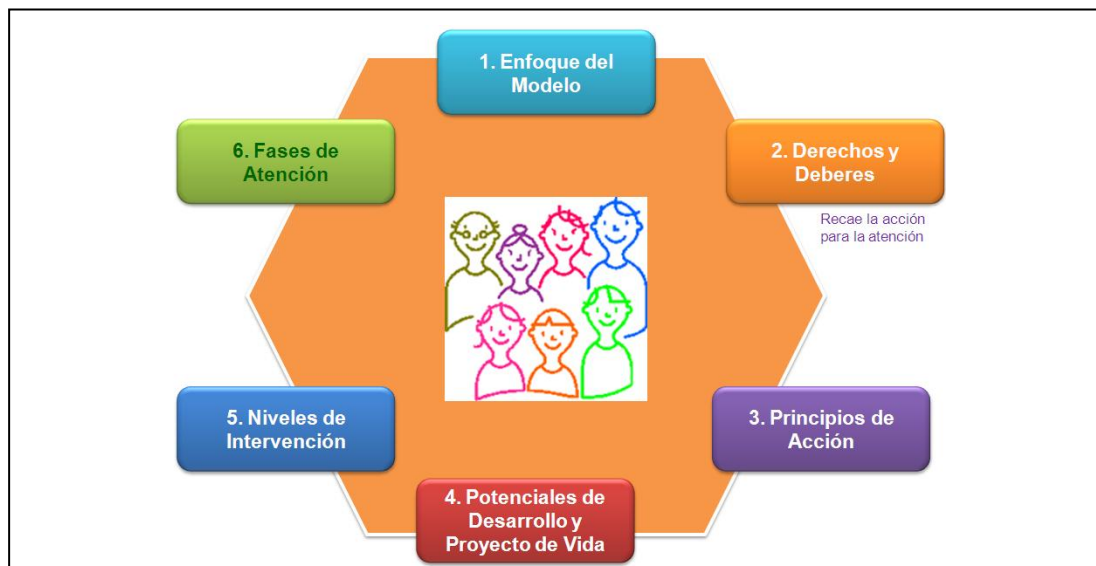 1. Enfoque del
Modelo
2. Derechos y
Deberes
Recae la acción
para la atención
3. Principios de
Acción
4. Potenciales de
Desarrollo y
Proyecto de Vida
5. Niveles de
Intervención
6. Fases de
Atención